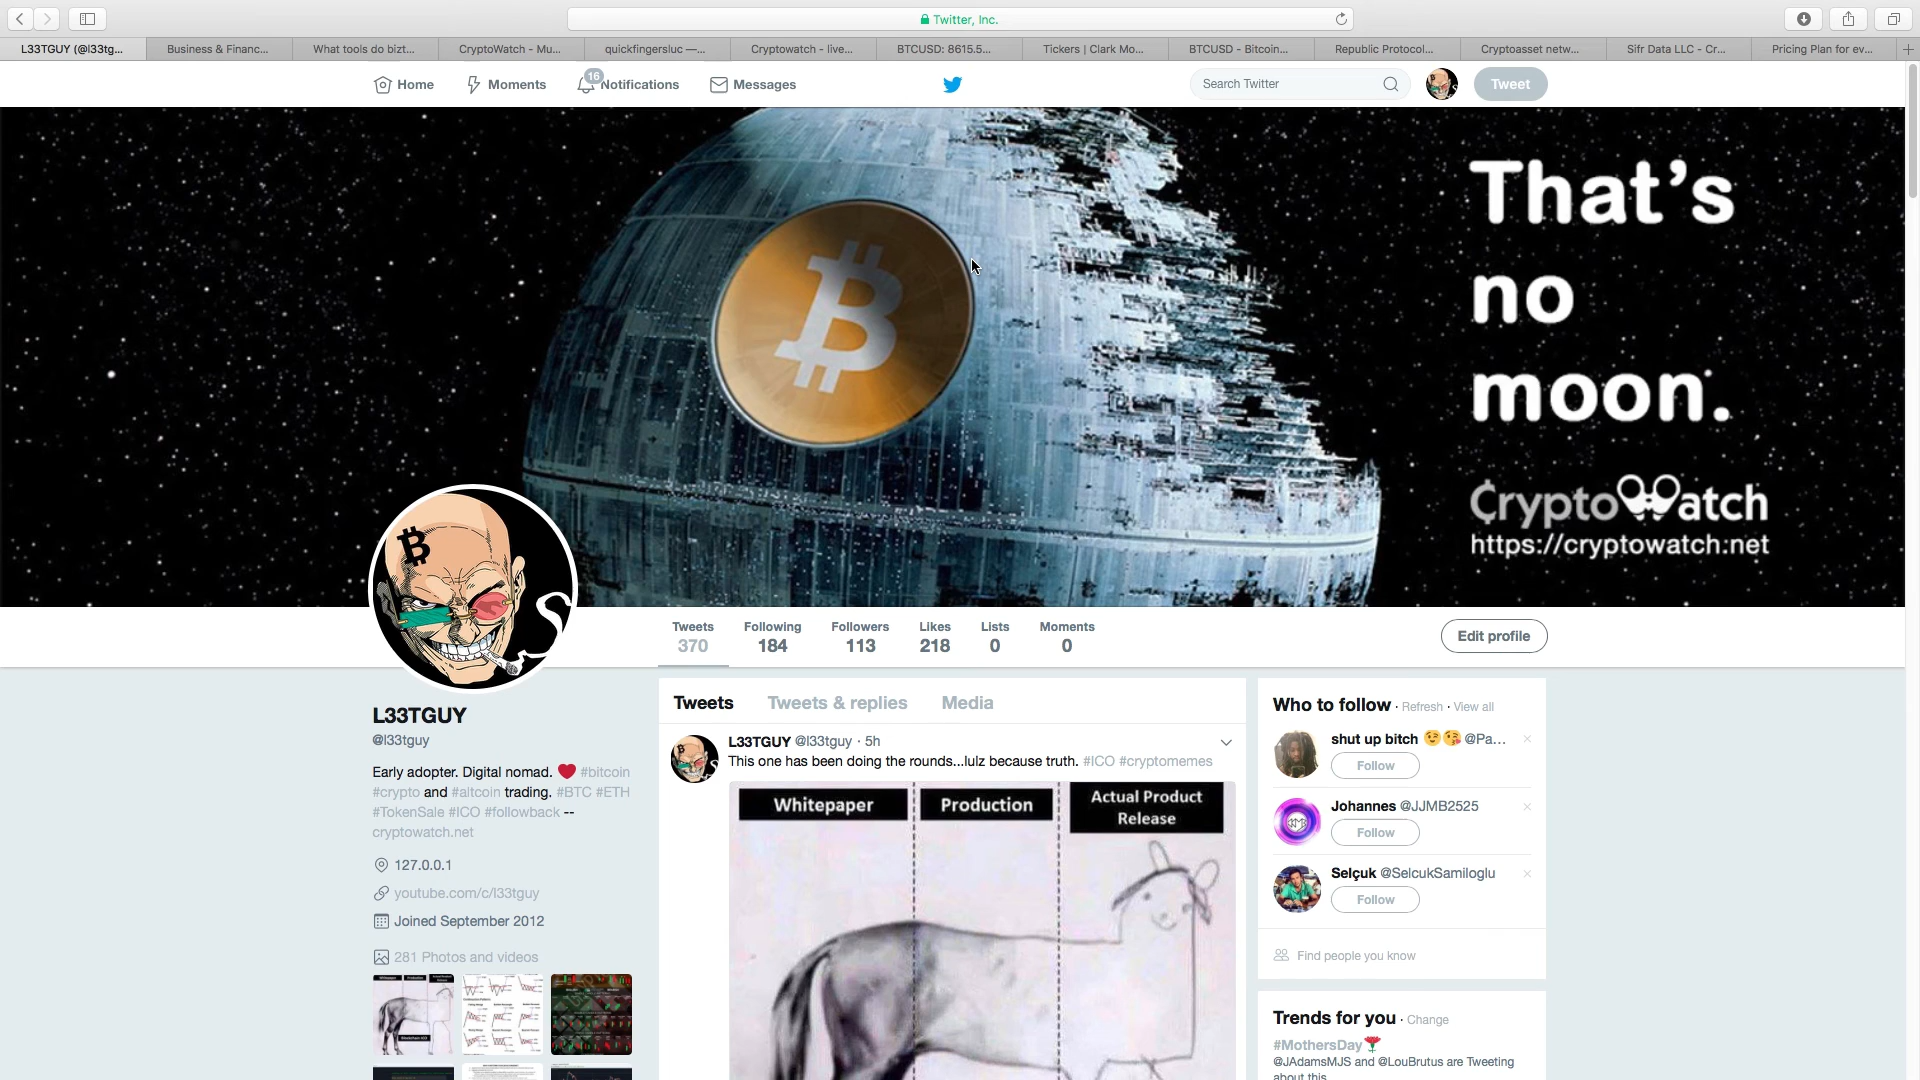 Twitter, Inc.
L33TGUY (@l33tg...
Business & Financ...
What tools do bizt...
CryptoWatch - Mu...
quickfingersluc —...
Cryptowatch - live...
BTCUSD: 8615.5...
Tickers | Clark Mo...
BTCUSD - Bitcoin...
Republic Protocol...
Cryptoasset netw...
Sifr Data LLC - Cr...
Pricing Plan for ev...
Home
Moments
16
Notifications
Messages
Search Twitter
Tweet
That's
no
moon.
CryptoWatch
https://cryptowatch.net
Tweets
370
Following
184
Followers
113
Likes
218
Lists
0
Moments
0
Edit profile
L33TGUY
@l33tguy
Early adopter. Digital nomad. ❤️ #bitcoin
#crypto and #altcoin trading. #BTC #ETH
#TokenSale #ICO #followback --
cryptowatch.net
127.0.0.1
youtube.com/c/l33tguy
Joined September 2012
281 Photos and videos
Tweets
Tweets & replies
Media
L33TGUY @l33tguy · 5h
This one has been doing the rounds...lulz because truth. #ICO #cryptomemes
Whitepaper
Production
Actual Product
Release
Who to follow · Refresh · View all
shut up bitch 😉😘 @Pa...
Follow
Johannes @JJMB2525
Follow
Selçuk @SelcukSamiloglu
Follow
Find people you know
Trends for you · Change
#MothersDay🌹
@JAdamsMJS and @LouBrutus are Tweeting
about this